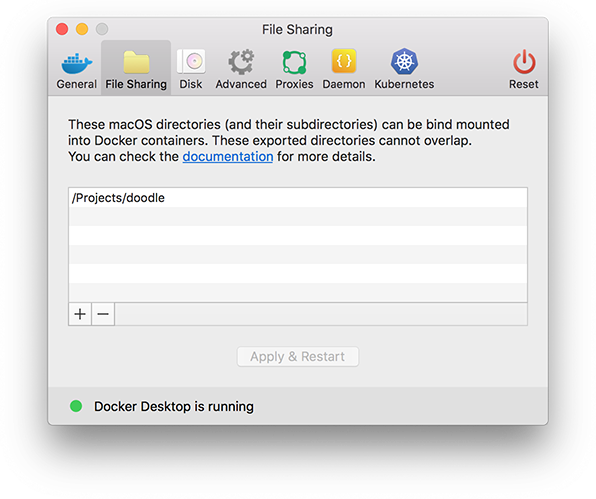 File Sharing
General File Sharing Disk Advanced Proxies Daemon Kubernetes Reset
These macOS directories (and their subdirectories) can be bind mounted
into Docker containers. These exported directories cannot overlap.
You can check the documentation for more details.
/Projects/doodle
Apply & Restart
Docker Desktop is running